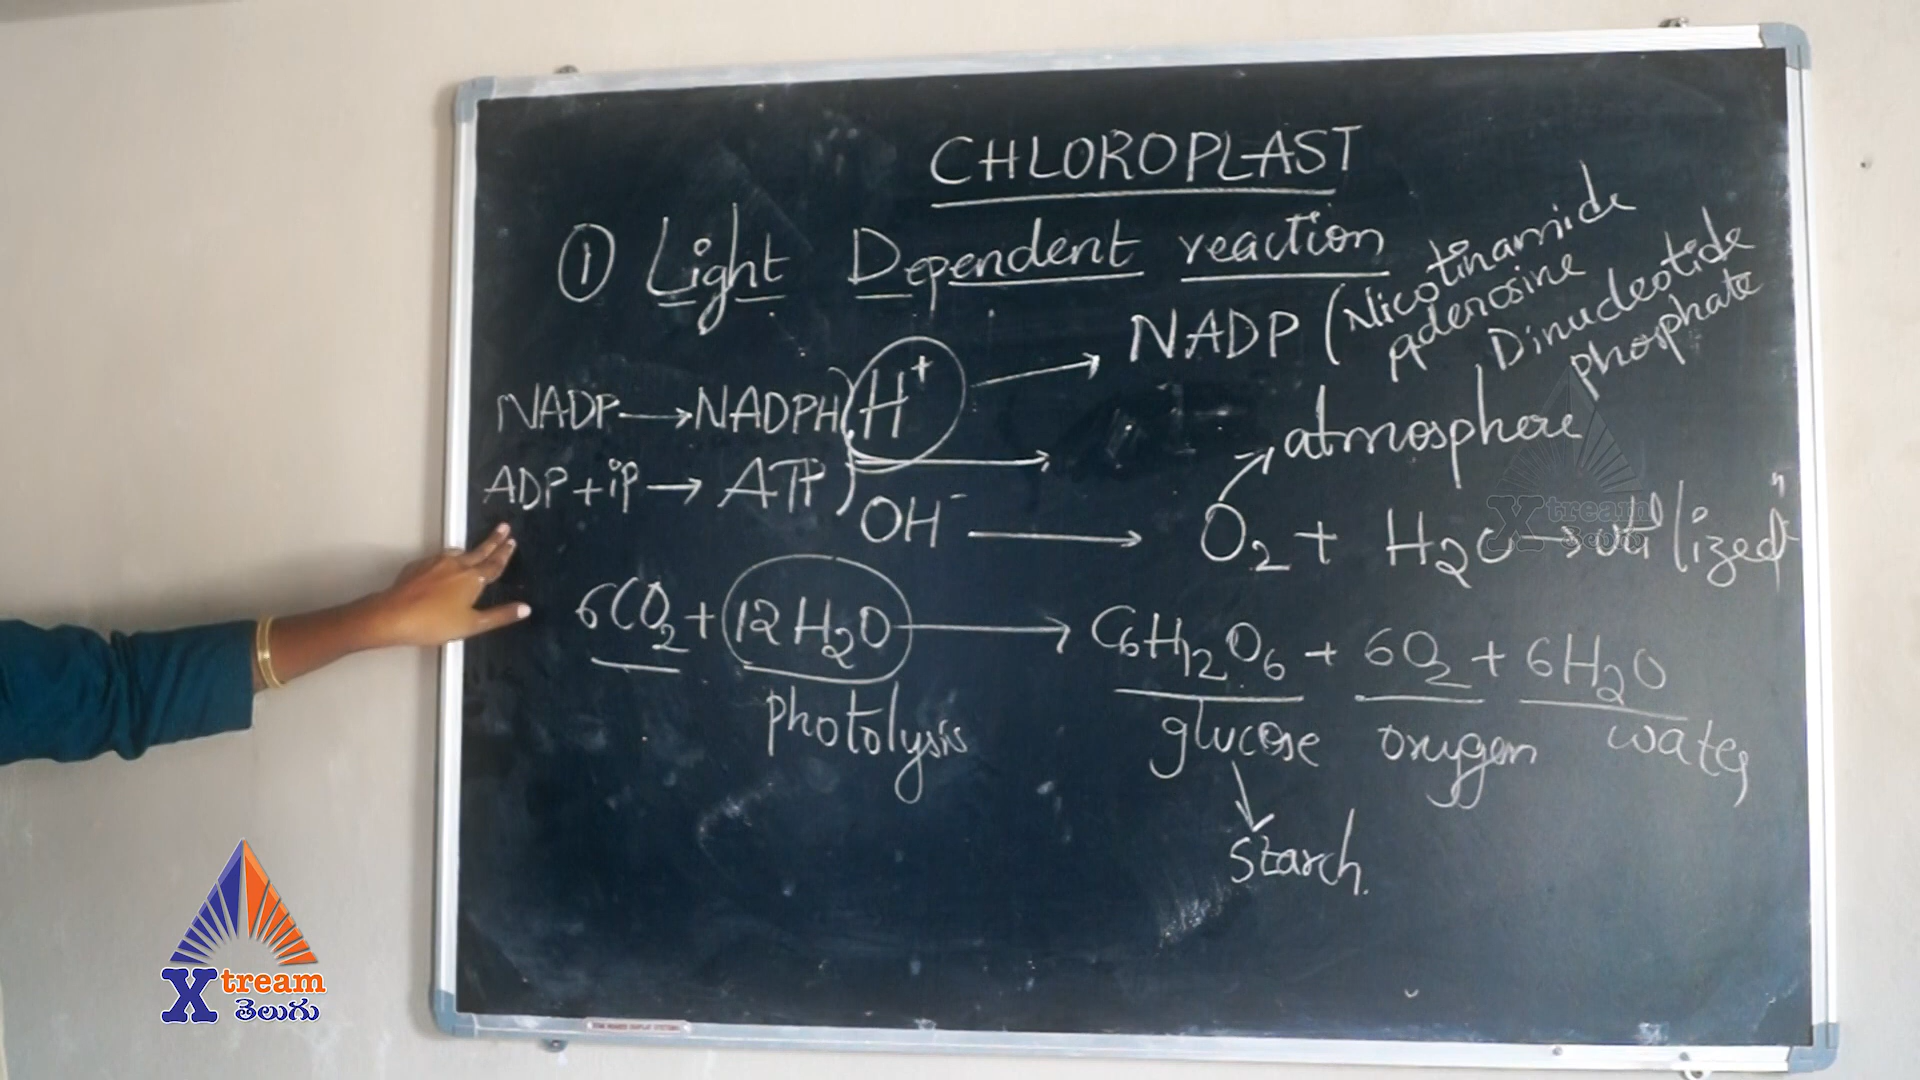 CHLOROPLAST
① Light Dependent reaction
H⁺ → NADP (Nicotinamide
adenosine
Dinucleotide
phosphate
NADP → NADPH
ADP + iP → ATP
atmosphere
OH⁻ → O₂ + H₂O → utilized"
6CO₂ + 12H₂O → C₆H₁₂O₆ + 6O₂ + 6H₂O
photolysis glucose oxygen water
starch.
Xtream
తెలుగు
Xtream
తెలుగు